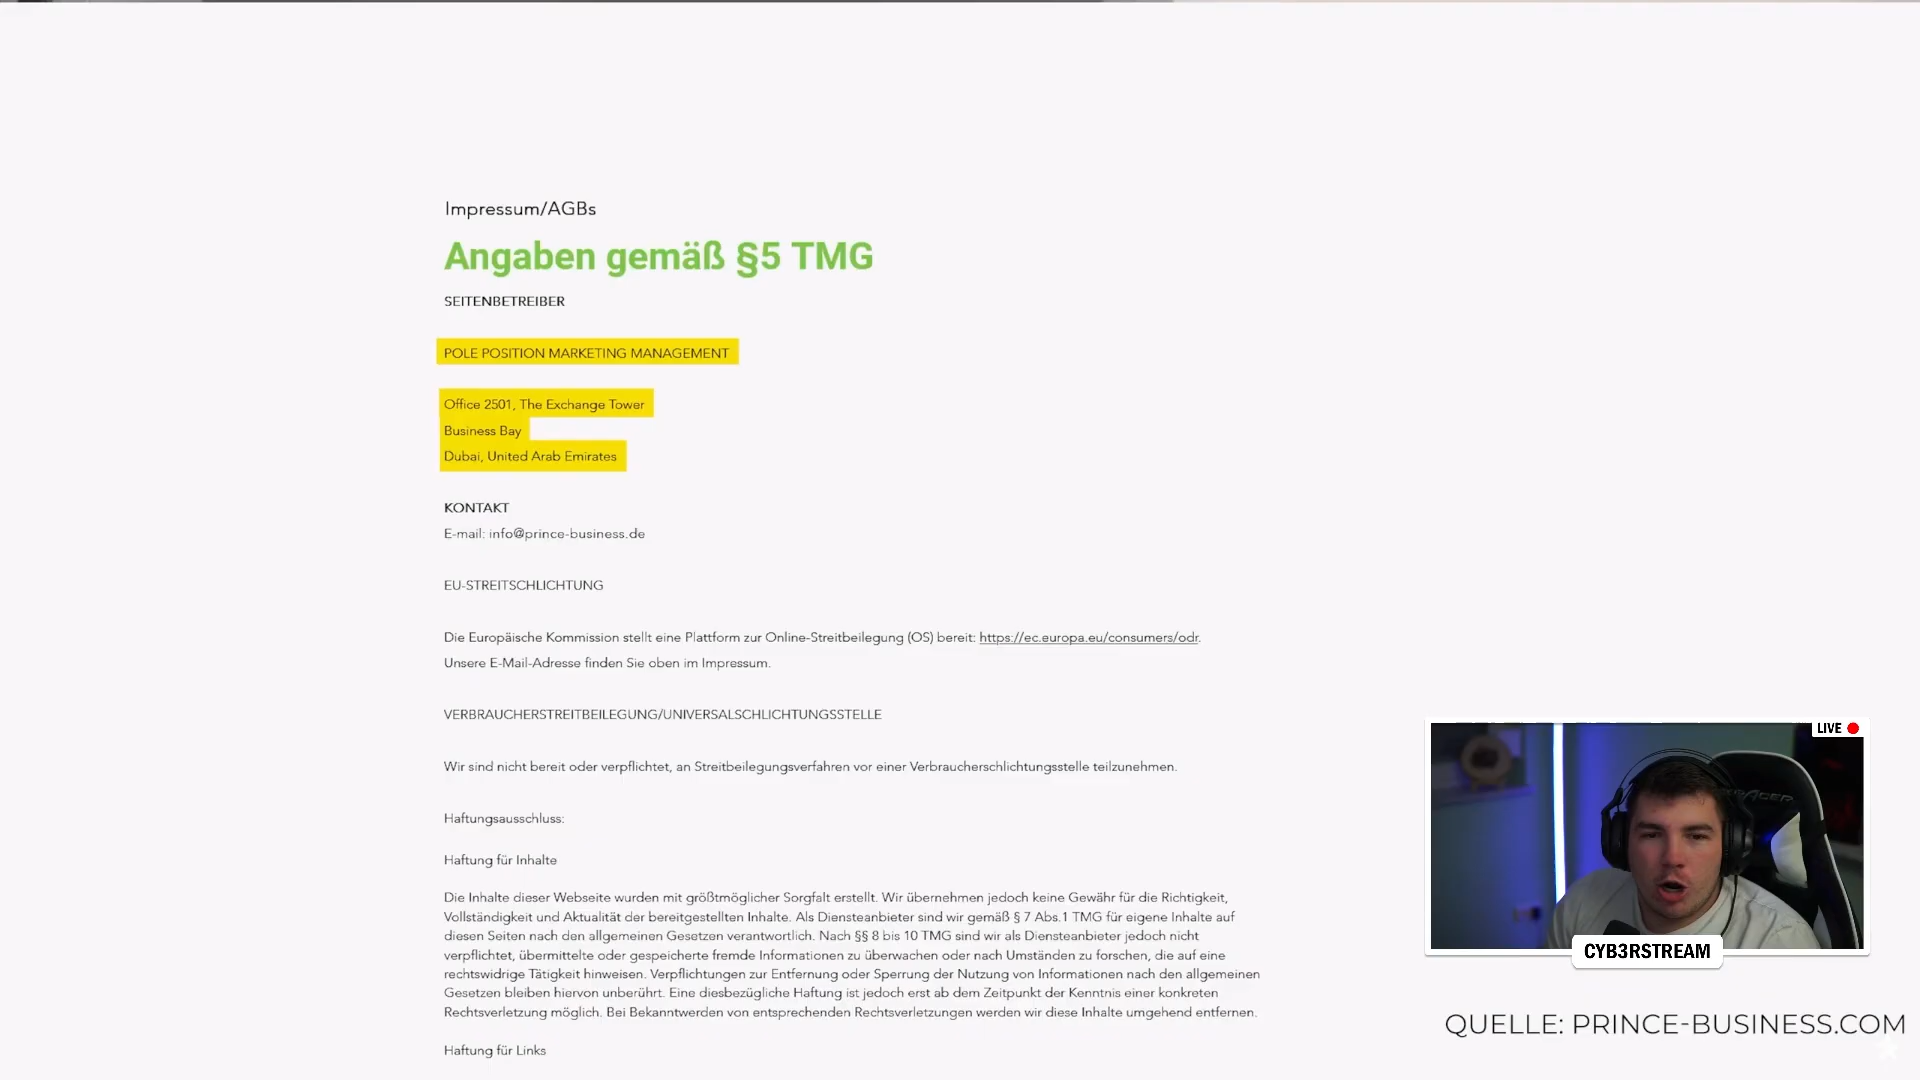 Impressum/AGBs
Angaben gemäß §5 TMG
SEITENBETREIBER
POLE POSITION MARKETING MANAGEMENT
Office 2501, The Exchange Tower
Business Bay
Dubai, United Arab Emirates
KONTAKT
E-mail: info@prince-business.de
EU-STREITSCHLICHTUNG
Die Europäische Kommission stellt eine Plattform zur Online-Streitbeilegung (OS) bereit: https://ec.europa.eu/consumers/odr.
Unsere E-Mail-Adresse finden Sie oben im Impressum.
VERBRAUCHERSTREITBEILEGUNG/UNIVERSALSCHLICHTUNGSSTELLE
Wir sind nicht bereit oder verpflichtet, an Streitbeilegungsverfahren vor einer Verbraucherschlichtungsstelle teilzunehmen.
Haftungsausschluss:
Haftung für Inhalte
Die Inhalte dieser Webseite wurden mit größtmöglicher Sorgfalt erstellt. Wir übernehmen jedoch keine Gewähr für die Richtigkeit,
Vollständigkeit und Aktualität der bereitgestellten Inhalte. Als Diensteanbieter sind wir gemäß § 7 Abs.1 TMG für eigene Inhalte auf
diesen Seiten nach den allgemeinen Gesetzen verantwortlich. Nach §§ 8 bis 10 TMG sind wir als Diensteanbieter jedoch nicht
verpflichtet, übermittelte oder gespeicherte fremde Informationen zu überwachen oder nach Umständen zu forschen, die auf eine
rechtswidrige Tätigkeit hinweisen. Verpflichtungen zur Entfernung oder Sperrung der Nutzung von Informationen nach den allgemeinen
Gesetzen bleiben hiervon unberührt. Eine diesbezügliche Haftung ist jedoch erst ab dem Zeitpunkt der Kenntnis einer konkreten
Rechtsverletzung möglich. Bei Bekanntwerden von entsprechenden Rechtsverletzungen werden wir diese Inhalte umgehend entfernen.
Haftung für Links
LIVE
CYB3RSTREAM
QUELLE: PRINCE-BUSINESS.COM